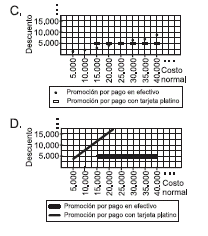 C.
Descuento
15,000
10,000
5,000
5,000
10,000
15,000
20,000
25,000
30,000
35,000
40,000
Costo
normal
Promoción por pago en efectivo
Promoción por pago con tarjeta platino
D.
Descuento
15,000
10,000
5,000
5,000
10,000
15,000
20,000
25,000
30,000
35,000
40,000
Costo
normal
Promoción por pago en efectivo
Promoción por pago con tarjeta platino